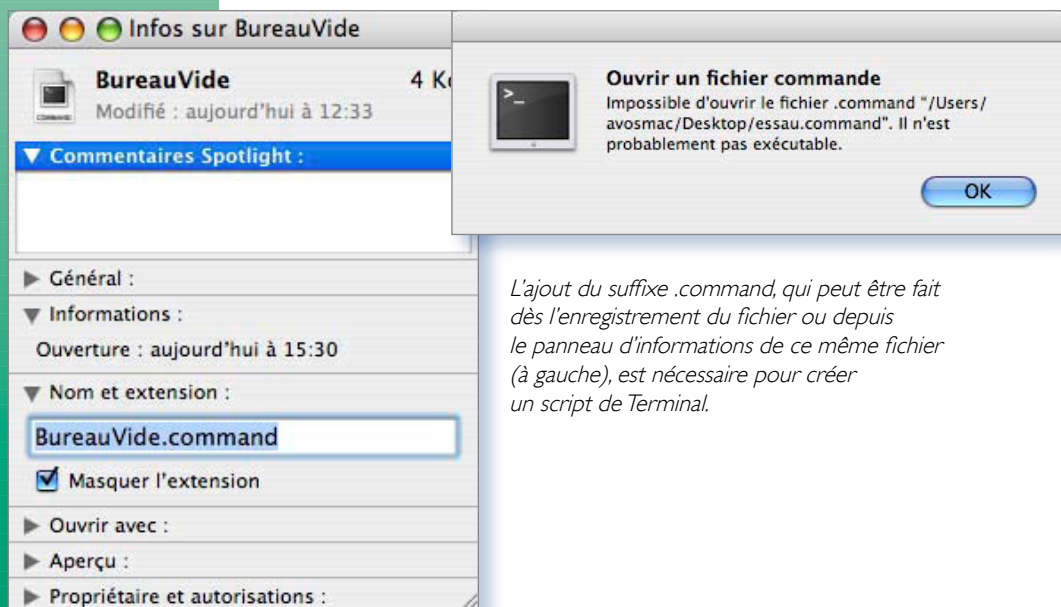 Infos sur BureauVide
BureauVide 4 K
Modifié : aujourd'hui à 12:33
COMMAND
Commentaires Spotlight :
Général :
Informations :
Ouverture : aujourd'hui à 15:30
Nom et extension :
BureauVide.command
Masquer l'extension
Ouvrir avec :
Aperçu :
Propriétaire et autorisations :
>_
Ouvrir un fichier commande
Impossible d'ouvrir le fichier .command "/Users/
avosmac/Desktop/essau.command". Il n'est
probablement pas exécutable.
OK
L'ajout du suffixe .command, qui peut être fait
dès l'enregistrement du fichier ou depuis
le panneau d'informations de ce même fichier
(à gauche), est nécessaire pour créer
un script de Terminal.